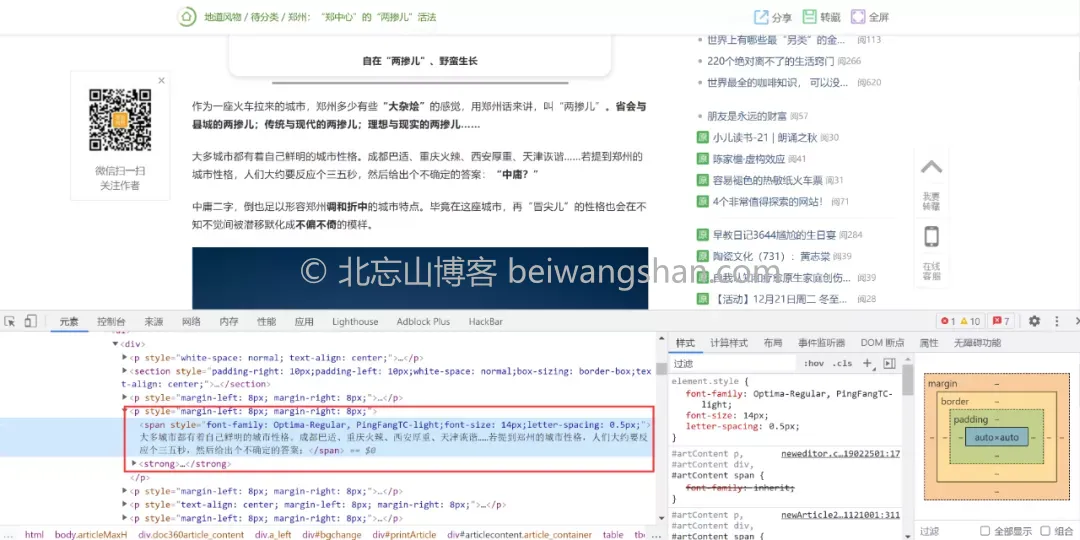 地道风物 / 待分类 / 郑州：“郑中心”的“两掺儿”活法
分享 转藏 全屏
自在“两掺儿”、野蛮生长
微信扫一扫
关注作者
作为一座火车拉来的城市，郑州多少有些“大杂烩”的感觉，用郑州话来讲，叫“两掺儿”。省会与
县城的两掺儿；传统与现代的两掺儿；理想与现实的两掺儿……
大多城市都有着自己鲜明的城市性格。成都巴适、重庆火辣、西安厚重、天津诙谐……若提到郑州的
城市性格，人们大约要反应个三五秒，然后给出个不确定的答案：“中庸？”
中庸二字，倒也足以形容郑州调和折中的城市特点。毕竟在这座城市，再“冒尖儿”的性格也会在不
知不觉间被潜移默化成不偏不倚的模样。
世界上有哪些最“另类”的金... 阅113
220个绝对离不了的生活窍门 阅266
世界最全的咖啡知识，可以没... 阅620
朋友是永远的财富 阅57
原 小儿读书-21 | 朗诵之秋 阅30
原 陈家橹·虚构效应 阅41
原 容易褪色的热敏纸火车票 阅31
原 4个非常值得探索的网站！ 阅71
原 早教日记3644尴尬的生日宴 阅284
原 陶瓷文化（731）：黄志棠 阅39
原 自我认知和疗愈原生家庭创伤... 阅39
原 【活动】12月21日周二 冬至... 阅28
我要
转藏
在线
客服
© 北忘山博客 beiwangshan.com
元素 控制台 来源 网络 内存 性能 应用 Lighthouse Adblock Plus HackBar 1 10 7
<div>
<p style="white-space: normal; text-align: center;">…</p>
<section style="padding-right: 10px;padding-left: 10px;white-space: normal;box-sizing: border-box;tex
t-align: center;">…</section>
<p style="margin-left: 8px; margin-right: 8px;">…</p>
<p style="margin-left: 8px; margin-right: 8px;">
<span style="font-family: Optima-Regular, PingFangTC-light;font-size: 14px;letter-spacing: 0.5px;">
大多城市都有着自己鲜明的城市性格。成都巴适、重庆火辣、西安厚重、天津诙谐……若提到郑州的城市性格，人们大约要反
应个三五秒，然后给出个不确定的答案：</span> == $0
<strong>…</strong>
</p>
<p style="margin-left: 8px; margin-right: 8px;">…</p>
<p style="text-align: center; margin-left: 8px; margin-right: 8px;">…</p>
<p style="margin-left: 8px; margin-right: 8px;">…</p>
... html body.articleMaxH div.doc360article_content div.a_left div#bgchange div#printArticle div#articlecontent.article_container table tbo ...
样式 计算样式 布局 事件监听器 DOM 断点 属性 无障碍功能
过滤 :hov .cls +
element.style {
font-family: Optima-Regular, PingFangTC-
light;
font-size: 14px;
letter-spacing: 0.5px;
}
#artContent p, neweditor.c…19022501:17
#artContent div,
#artContent span {
font-family: inherit;
}
#artContent p, newArticle2…1121001:311
#artContent div,
#artContent span {
margin
border
padding
auto×auto
过滤 全部显示 组合